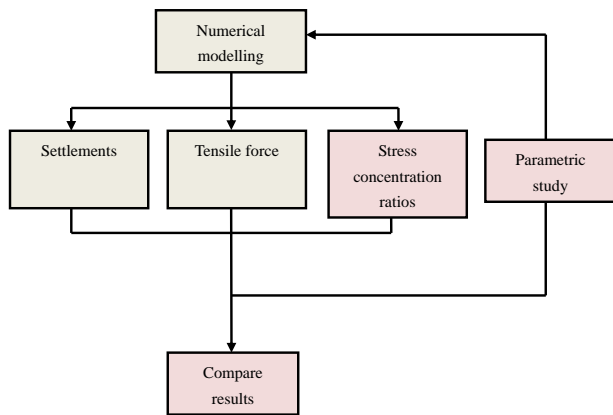 Numerical
modelling
Settlements
Tensile force
Stress
concentration
ratios
Parametric
study
Compare
results